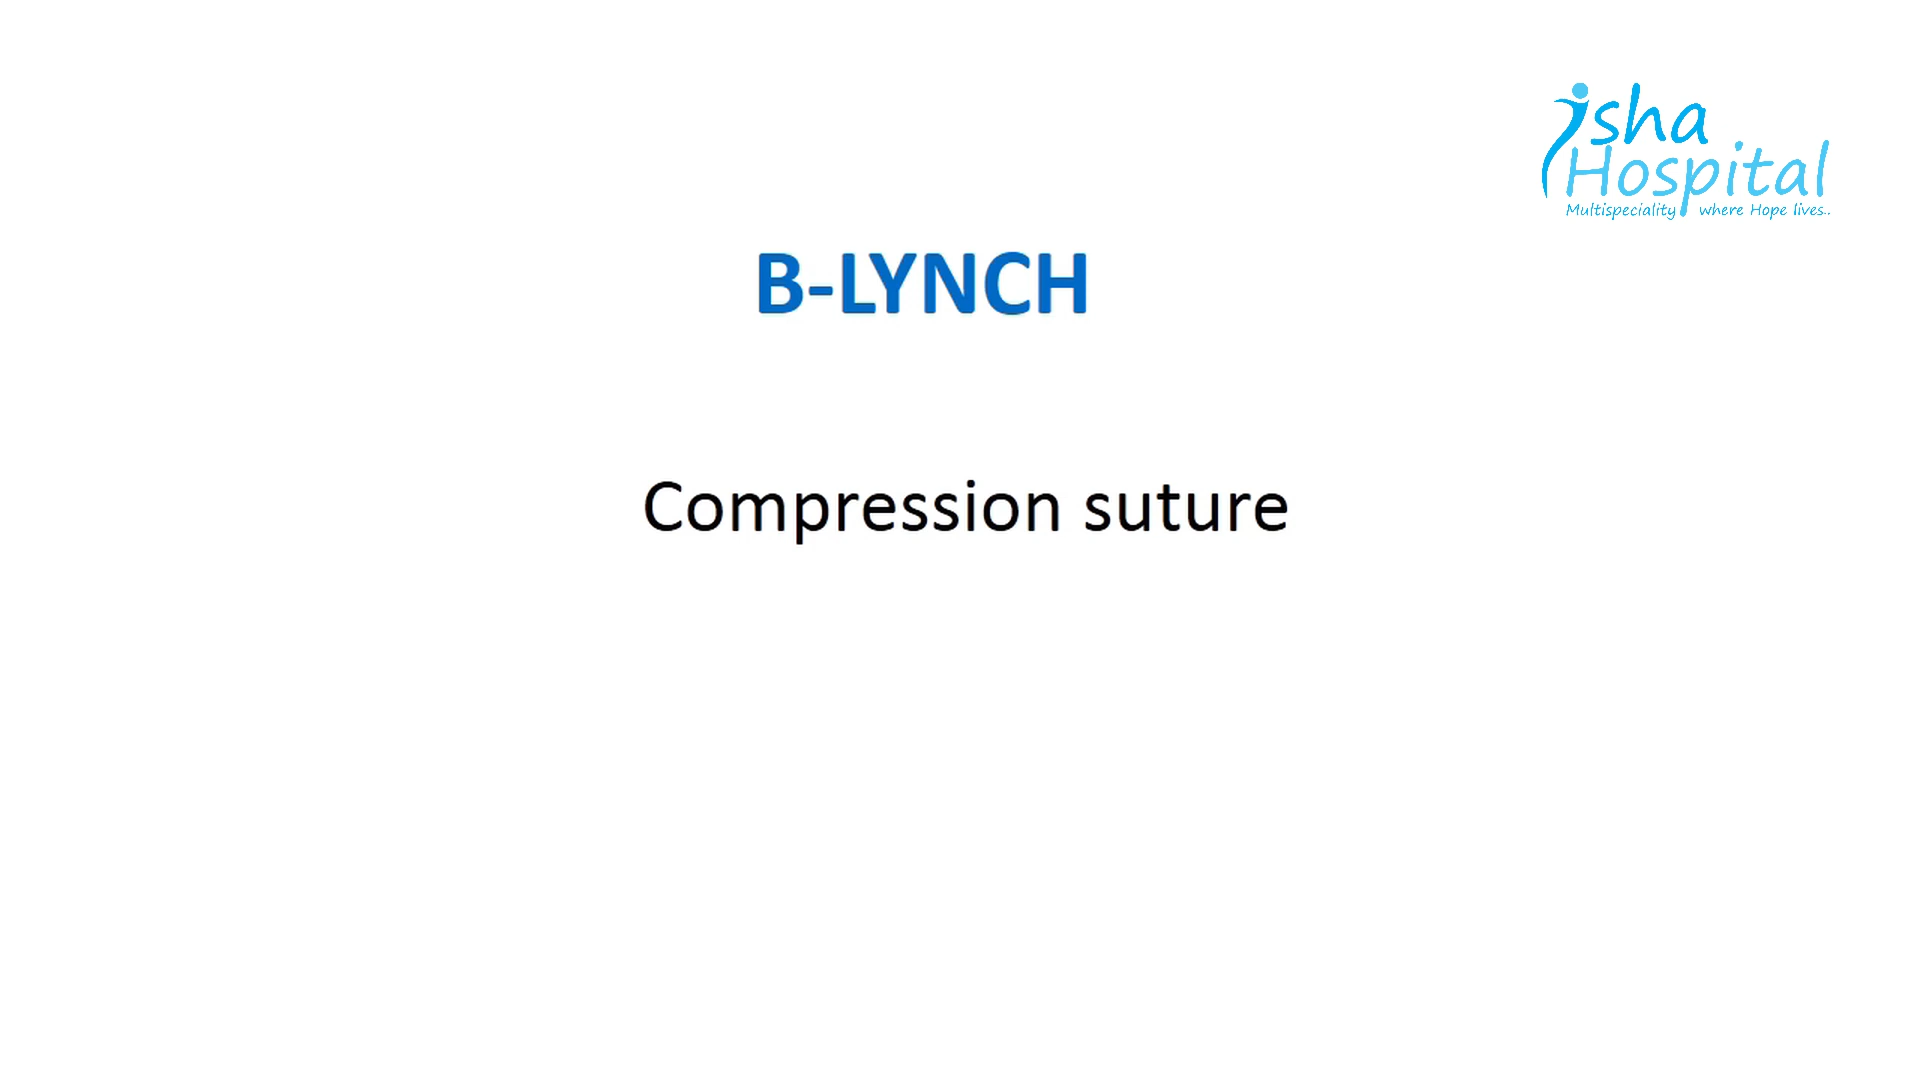 isha
Hospital
Multispeciality where Hope lives..
B-LYNCH
Compression suture